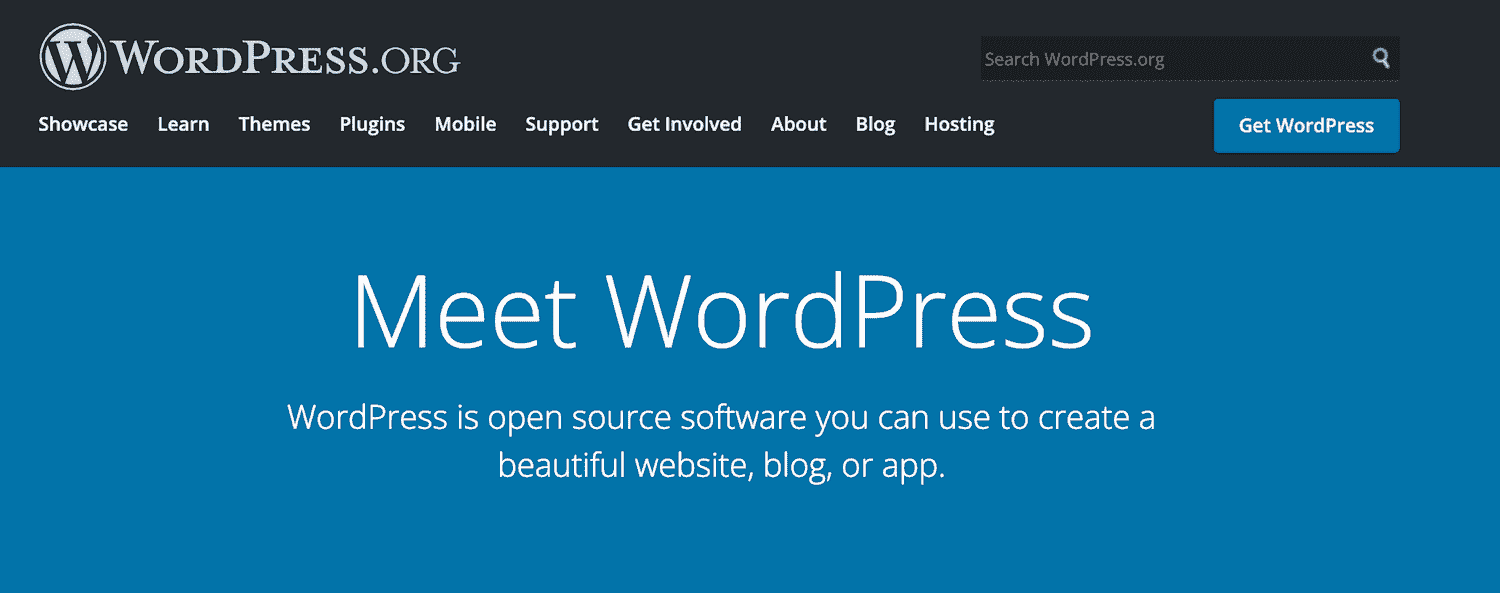 WORDPRESS.ORG
Search WordPress.org
Showcase Learn Themes Plugins Mobile Support Get Involved About Blog Hosting
Get WordPress
Meet WordPress
WordPress is open source software you can use to create a
beautiful website, blog, or app.